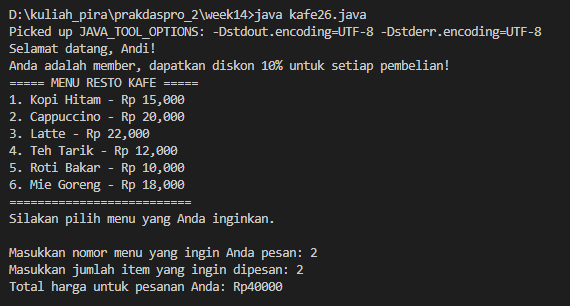 D:\kuliah_pira\prakdaspro_2\week14>java kafe26.java
Picked up JAVA_TOOL_OPTIONS: -Dstdout.encoding=UTF-8 -Dstderr.encoding=UTF-8
Selamat datang, Andi!
Anda adalah member, dapatkan diskon 10% untuk setiap pembelian!
===== MENU RESTO KAFE =====
1. Kopi Hitam - Rp 15,000
2. Cappuccino - Rp 20,000
3. Latte - Rp 22,000
4. Teh Tarik - Rp 12,000
5. Roti Bakar - Rp 10,000
6. Mie Goreng - Rp 18,000
==========================
Silakan pilih menu yang Anda inginkan.
Masukkan nomor menu yang ingin Anda pesan: 2
Masukkan jumlah item yang ingin dipesan: 2
Total harga untuk pesanan Anda: Rp40000